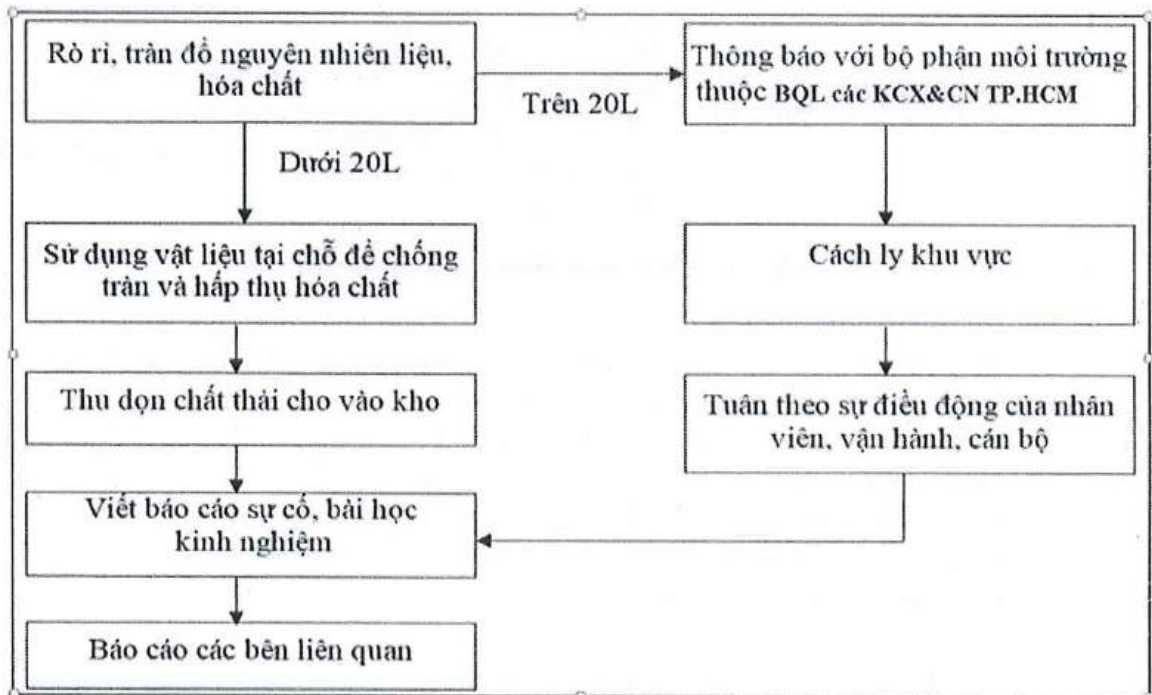 Rò rỉ, tràn đổ nguyên nhiên liệu,
hóa chất
Trên 20L
Thông báo với bộ phận môi trường
thuộc BQL các KCX&CN TP.HCM
Dưới 20L
Sử dụng vật liệu tại chỗ để chống
tràn và hấp thụ hóa chất
Cách ly khu vực
Thu dọn chất thải cho vào kho
Tuân theo sự điều động của nhân
viên, vận hành, cán bộ
Viết báo cáo sự cố, bài học
kinh nghiệm
Báo cáo các bên liên quan